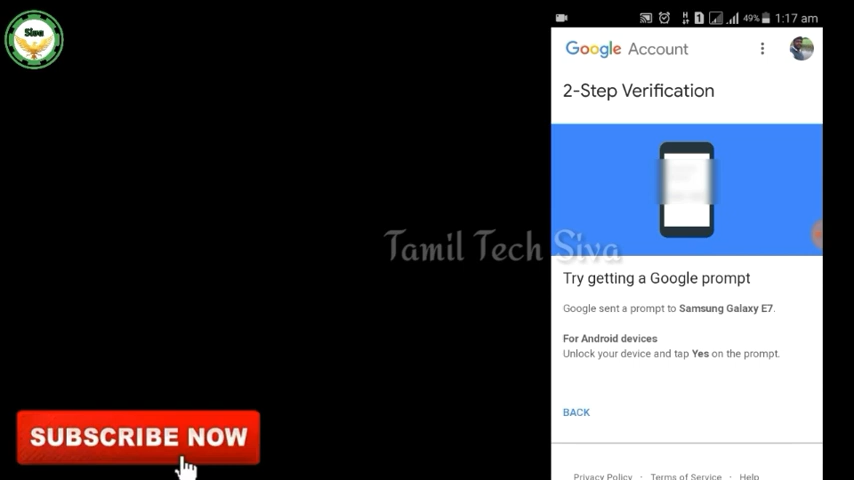 Siva
49% 1:17 am
Google Account
2-Step Verification
Tamil Tech Siva
Try getting a Google prompt
Google sent a prompt to Samsung Galaxy E7.
For Android devices
Unlock your device and tap Yes on the prompt.
BACK
SUBSCRIBE NOW
Privacy Policy · Terms of Service · Help